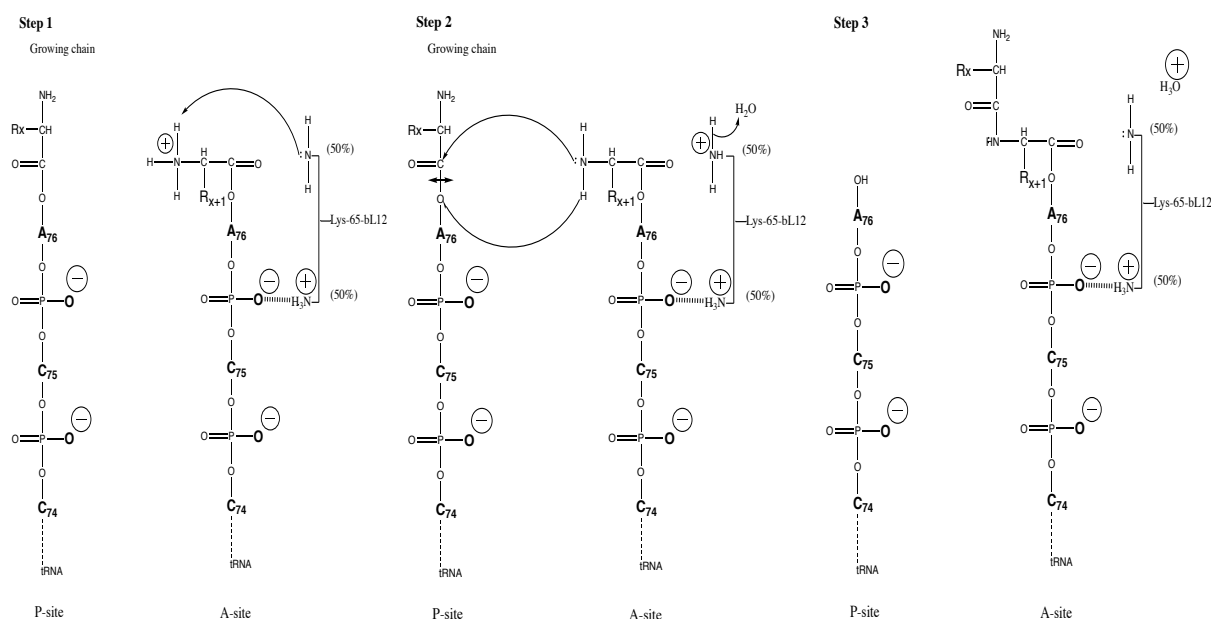 Step 1
Growing chain
NH2
Rx CH
O C
O
A76
O
O P O
−
O
C75
O
O P O
−
O
C74
tRNA
P-site
H
+
H N C C O
H
H
Rx+1
O
A76
O
O P O
−
O
C75
O
O P O
−
O
C74
tRNA
A-site
H
:N (50%)
H
Lys-65-bL12
+
H3N (50%)
Step 2
Growing chain
NH2
Rx CH
O C
O
A76
O
O P O
−
O
C75
O
O P O
−
O
C74
tRNA
P-site
H
:N C C O
H
H
Rx+1
O
A76
O
O P O
−
O
C75
O
O P O
−
O
C74
tRNA
A-site
H2O
H
+
NH (50%)
H
Lys-65-bL12
+
H3N (50%)
Step 3
OH
A76
O
O P O
−
O
C75
O
O P O
−
O
C74
tRNA
P-site
NH2
Rx CH
O C
HN C C O
H
Rx+1
O
A76
O
O P O
−
O
C75
O
O P O
−
O
C74
tRNA
A-site
+
H3O
H
:N (50%)
H
Lys-65-bL12
+
H3N (50%)